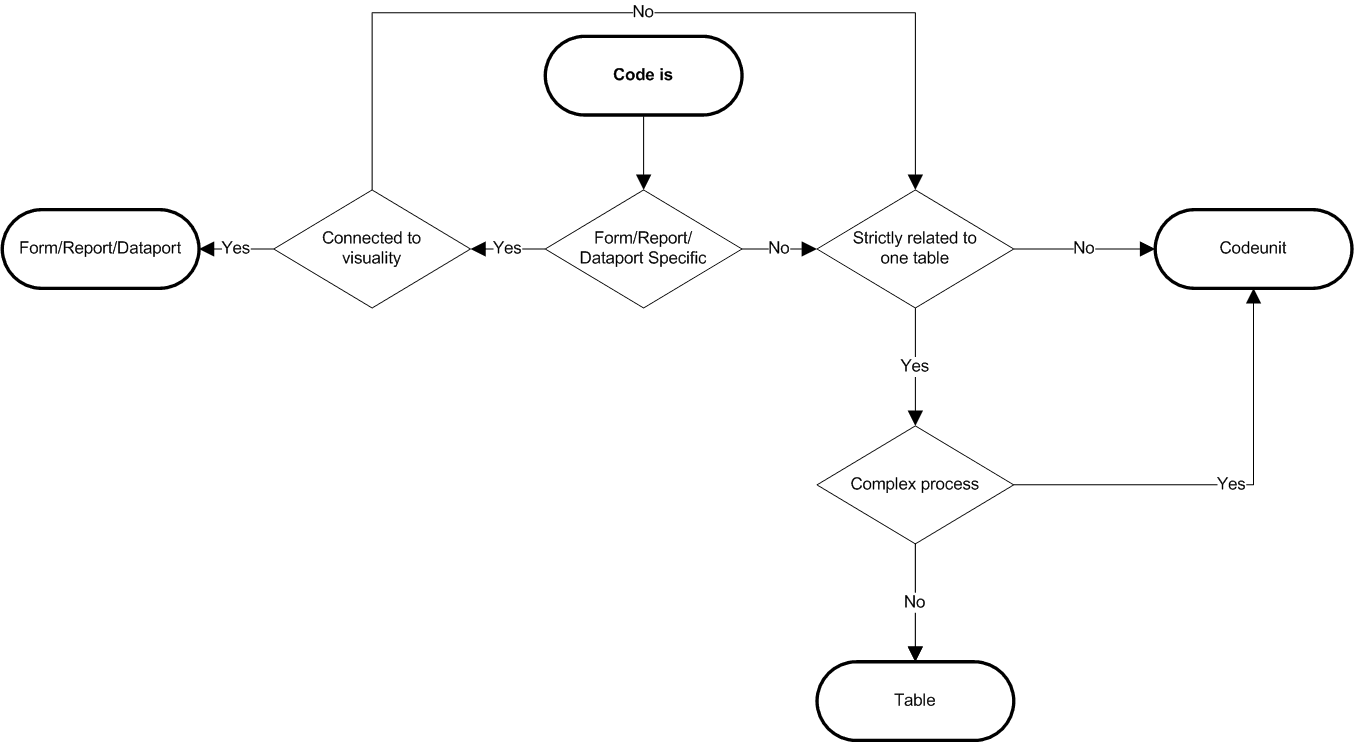 No
Code is
Form/Report/Dataport
Yes
Connected to
visuality
Yes
Form/Report/
Dataport Specific
No
Strictly related to
one table
No
Codeunit
Yes
Complex process
Yes
No
Table